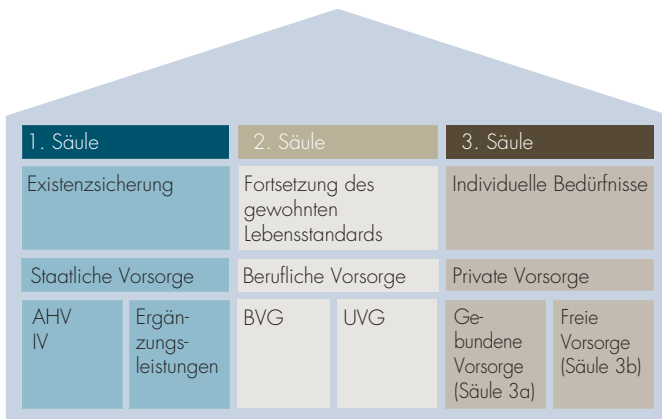 1. Säule
2. Säule
3. Säule
Existenzsicherung
Fortsetzung des
gewohnten
Lebensstandards
Individuelle Bedürfnisse
Staatliche Vorsorge
Berufliche Vorsorge
Private Vorsorge
AHV
IV
Ergän-
zungs-
leistungen
BVG
UVG
Ge-
bundene
Vorsorge
(Säule 3a)
Freie
Vorsorge
(Säule 3b)